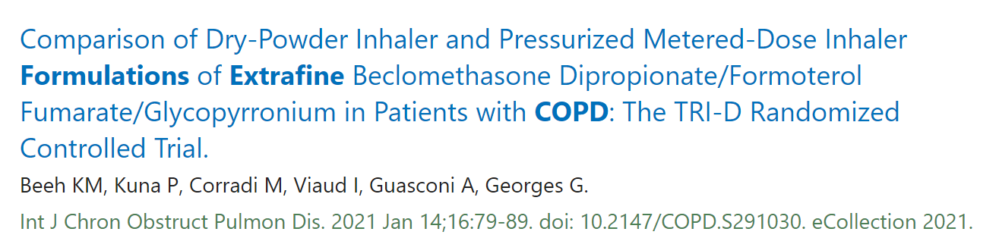 Comparison of Dry-Powder Inhaler and Pressurized Metered-Dose Inhaler
Formulations of Extrafine Beclomethasone Dipropionate/Formoterol
Fumarate/Glycopyrronium in Patients with COPD: The TRI-D Randomized
Controlled Trial.
Beeh KM, Kuna P, Corradi M, Viaud I, Guasconi A, Georges G.
Int J Chron Obstruct Pulmon Dis. 2021 Jan 14;16:79-89. doi: 10.2147/COPD.S291030. eCollection 2021.